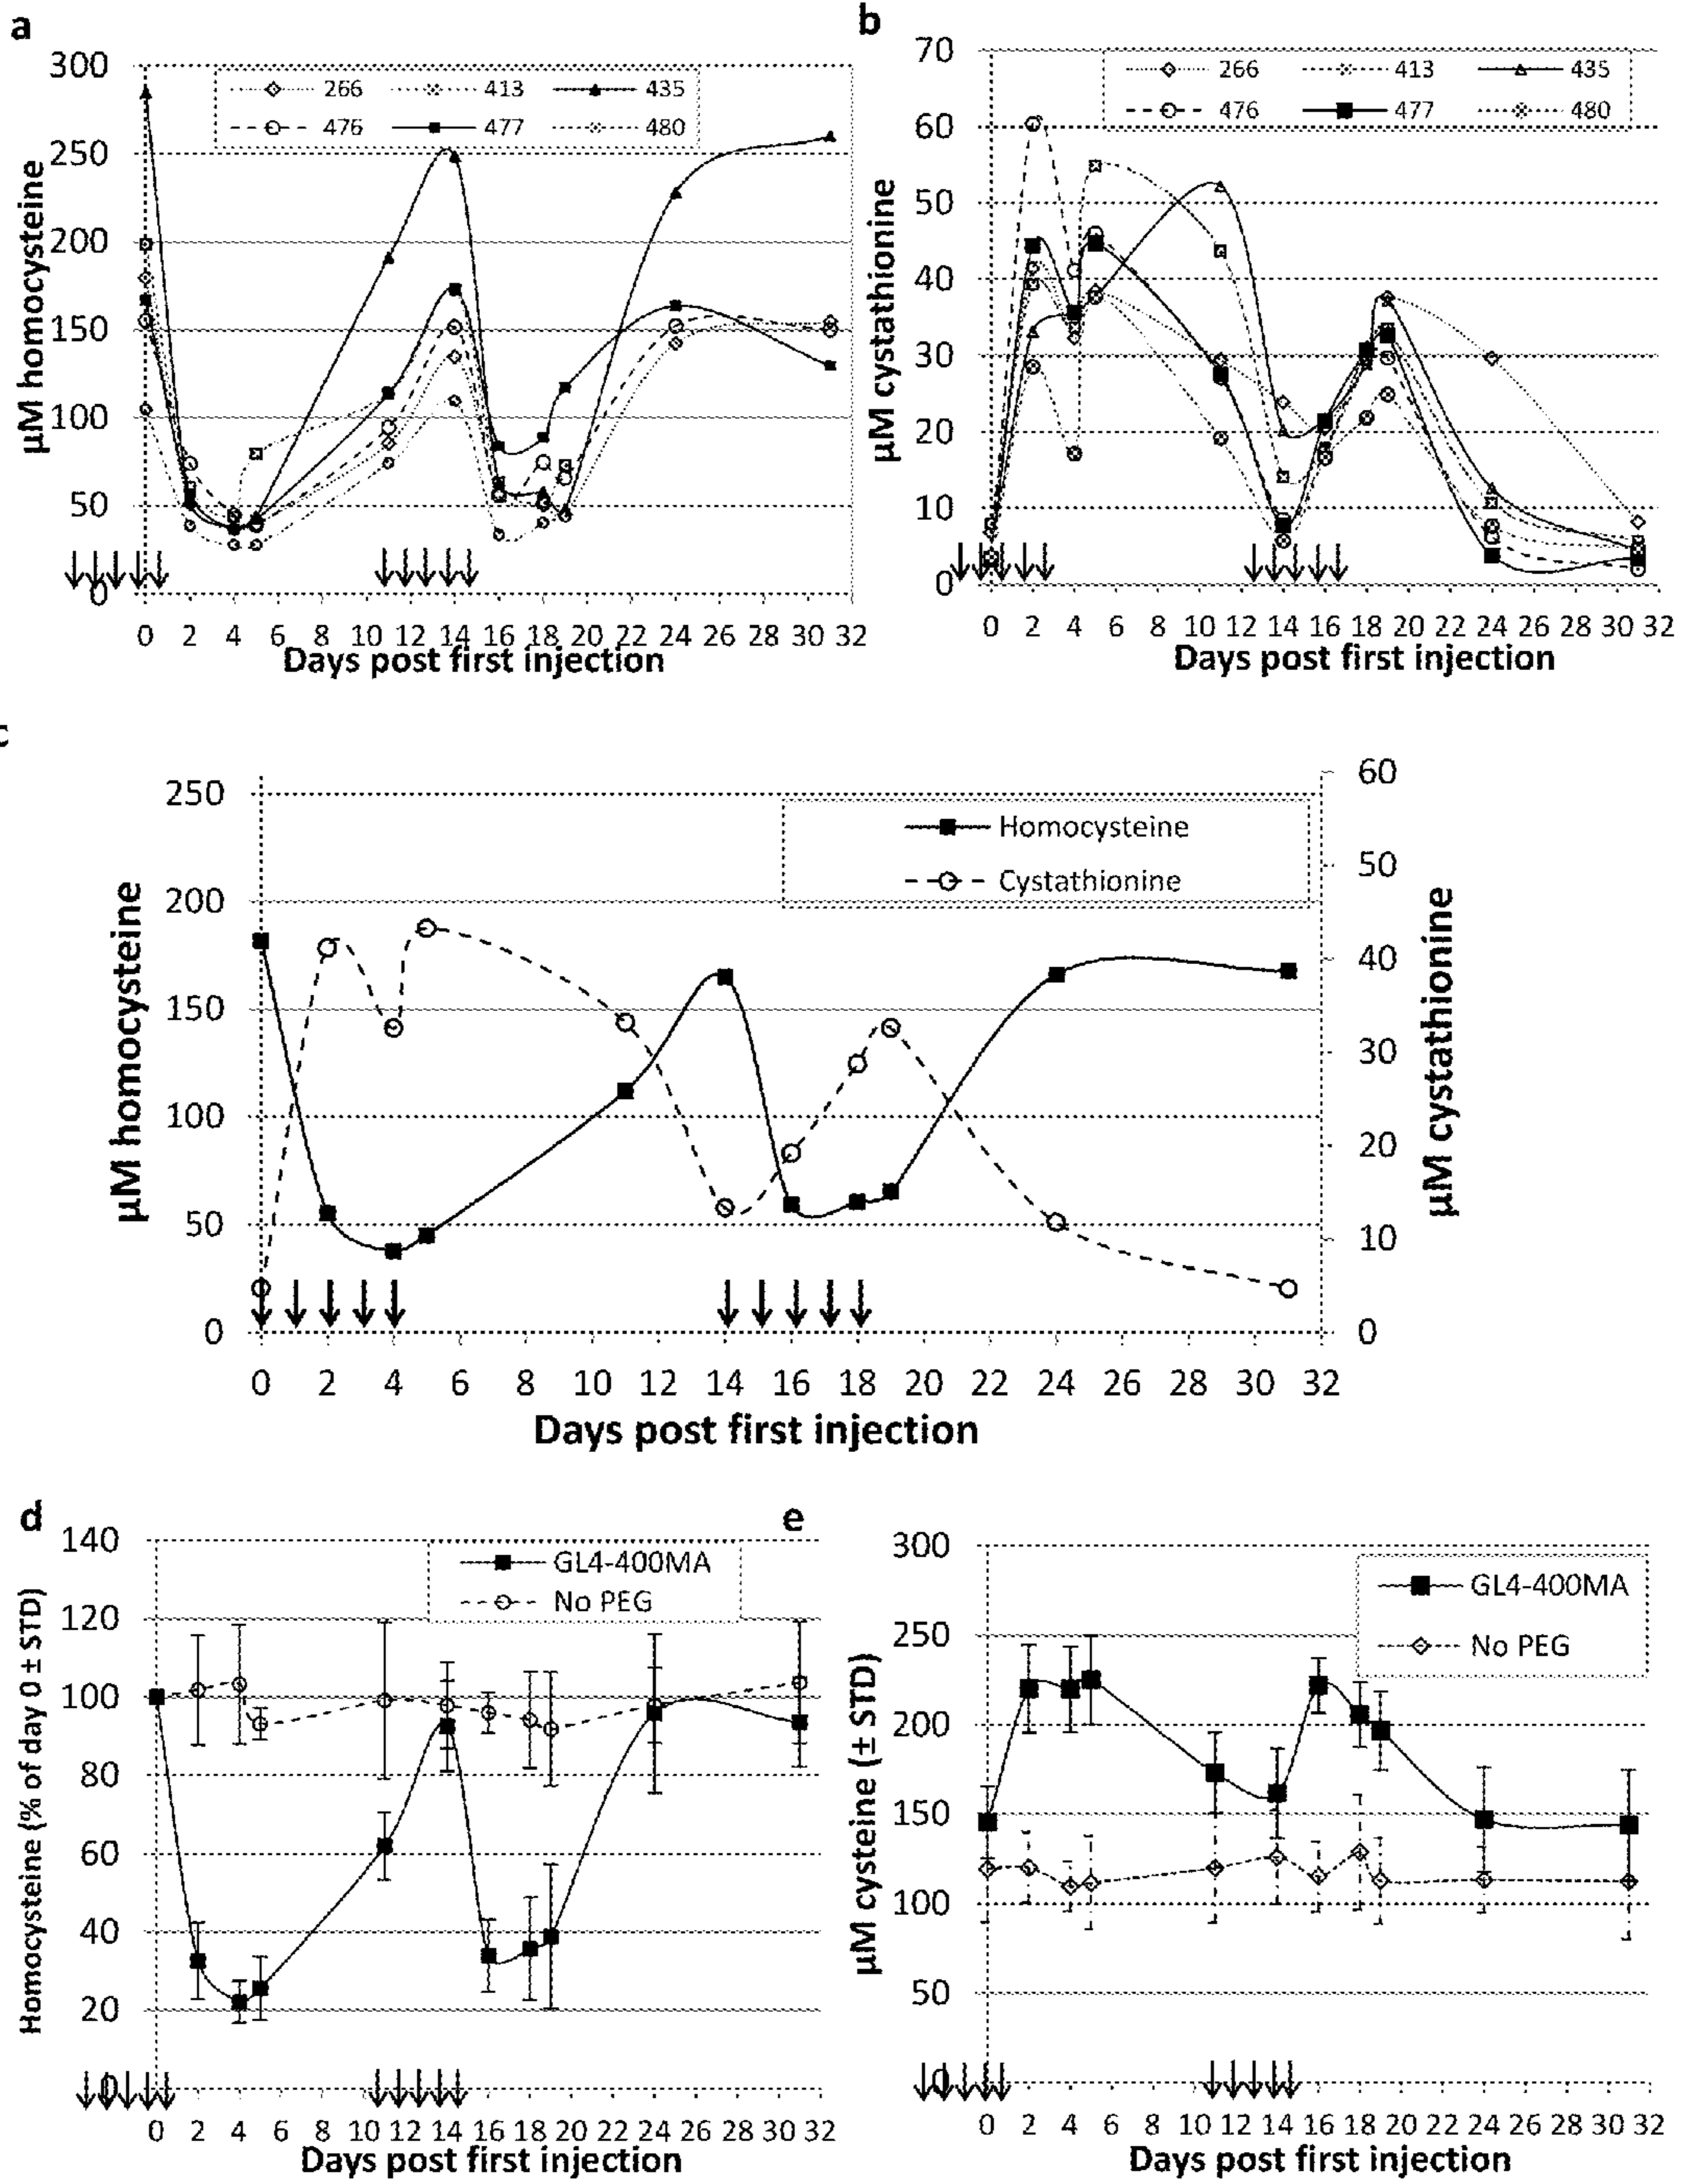 a
300
250
200
150
100
50
0
266 413 435
476 477 480
µM homocysteine
0 2 4 6 8 10 12 14 16 18 20 22 24 26 28 30 32
Days post first injection
b
70
60
50
40
30
20
10
0
266 413 435
476 477 480
µM cystathionine
0 2 4 6 8 10 12 14 16 18 20 22 24 26 28 30 32
Days post first injection
c
250
200
150
100
50
0
µM homocysteine
Homocysteine
Cystathionine
60
50
40
30
20
10
0
µM cystathionine
0 2 4 6 8 10 12 14 16 18 20 22 24 26 28 30 32
Days post first injection
d
140
120
100
80
60
40
20
0
Homocysteine (% of day 0 ± STD)
GL4-400MA
No PEG
0 2 4 6 8 10 12 14 16 18 20 22 24 26 28 30 32
Days post first injection
e
300
250
200
150
100
50
0
µM cysteine (± STD)
GL4-400MA
No PEG
0 2 4 6 8 10 12 14 16 18 20 22 24 26 28 30 32
Days post first injection